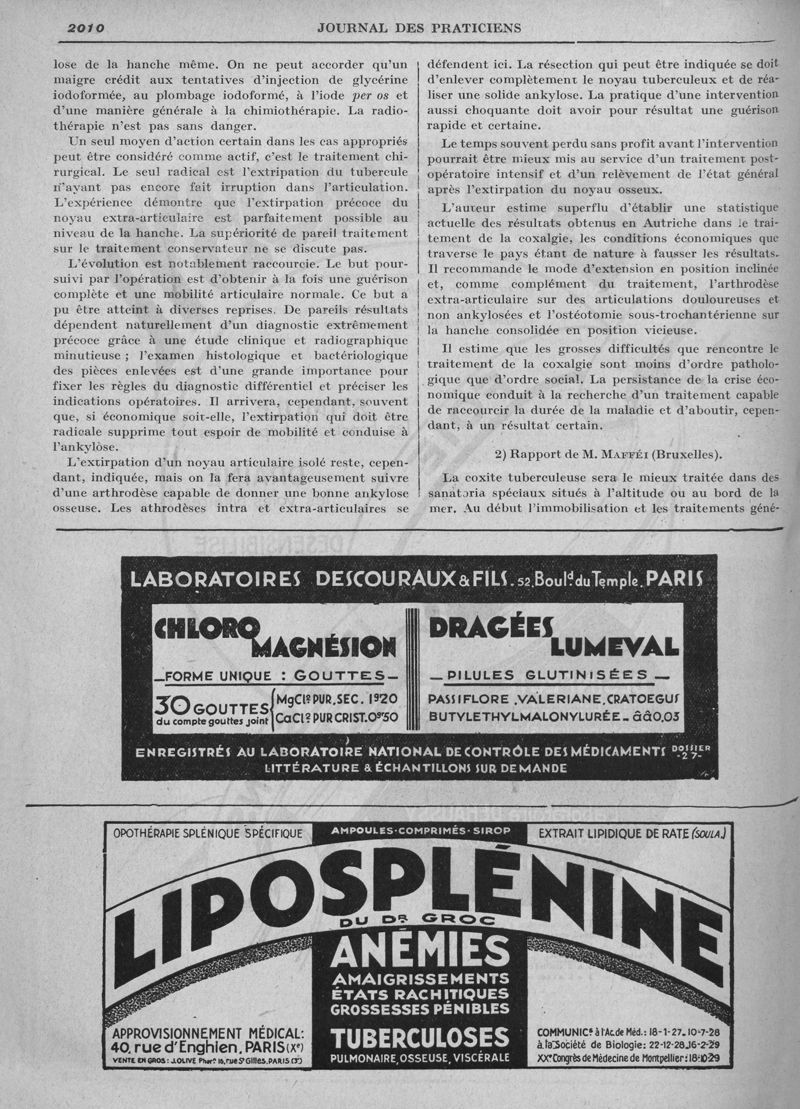 2010
JOURNAL DES PRATICIENS
lose de la hanche même. On ne peut accorder qu'un
maigre crédit aux tentatives d'injection de glycérine
iodoformée, au plombage iodoformé, à l'iode per os et
d'une manière générale à la chimiothérapie. La radio-
thérapie n'est pas sans danger.
Un seul moyen d'action certain dans les cas appropriés
peut être considéré comme actif, c'est le traitement chi-
rurgical. Le seul radical est l'extripation du tubercule
n'ayant pas encore fait irruption dans l'articulation.
L'expérience démontre que l'extirpation précoce du
noyau extra-articulaire est parfaitement possible au
niveau de la hanche. La supériorité de pareil traitement
sur le traitement conservateur ne se discute pas.
L'évolution est notablement raccourcie. Le but pour-
suivi par l'opération est d'obtenir à la fois une guérison
complète et une mobilité articulaire normale. Ce but a
pu être atteint à diverses reprises. De pareils résultats
dépendent naturellement d'un diagnostic extrêmement
précoce grâce à une étude clinique et radiographique
minutieuse ; l'examen histologique et bactériologique
des pièces enlevées est d'une grande importance pour
fixer les règles du diagnostic différentiel et préciser les
indications opératoires. Il arrivera, cependant, souvent
que, si économique soit-elle, l'extirpation qui doit être
radicale supprime tout espoir de mobilité et conduise à
l'ankylose.
L'extirpation d'un noyau articulaire isolé reste, cepen-
dant, indiquée, mais on la fera avantageusement suivre
d'une arthrodèse capable de donner une bonne ankylose
osseuse. Les athrodèses intra et extra-articulaires se
défendent ici. La résection qui peut être indiquée se doit
d'enlever complètement le noyau tuberculeux et de réa-
liser une solide ankylose. La pratique d'une intervention
aussi choquante doit avoir pour résultat une guérison
rapide et certaine.
Le temps souvent perdu sans profit avant l'intervention
pourrait être mieux mis au service d'un traitement post-
opératoire intensif et d'un relèvement de l'état général
après l'extirpation du noyau osseux.
L'auteur estime superflu d'établir une statistique
actuelle des résultats obtenus en Autriche dans le trai-
tement de la coxalgie, les conditions économiques que
traverse le pays étant de nature à fausser les résultats.
Il recommande le mode d'extension en position inclinée
et, comme complément du traitement, l'arthrodèse
extra-articulaire sur des articulations douloureuses et
non ankylosées et l'ostéotomie sous-trochantérienne sur
la hanche consolidée en position vicieuse.
Il estime que les grosses difficultés que rencontre le
traitement de la coxalgie sont moins d'ordre patholo-
gique que d'ordre social. La persistance de la crise éco-
nomique conduit à la recherche d'un traitement capable
de raccourcir la durée de la maladie et d'aboutir, cepen-
dant, à un résultat certain.
2) Rapport de M. MAFFÉI (Bruxelles).
La coxite tuberculeuse sera le mieux traitée dans des
sanatoria spéciaux situés à l'altitude ou au bord de la
mer. Au début l'immobilisation et les traitements géné-
LABORATOIRES DESCOURAUX & FILS. 52, Boulᵈ du Temple. PARIS
CHLORO
MAGNÉSION
FORME UNIQUE : GOUTTES
30 GOUTTES
du compte gouttes joint
MgCl² PUR. SEC. 1ᵍʳ20
CaCl² PUR CRIST. 0ᵍʳ50
DRAGÉES
LUMEVAL
PILULES GLUTINISÉES
PASSIFLORE. VALERIANE. CRATOEGUS
BUTYLETHYLMALONYLURÉE - ââ0,03
ENREGISTRÉS AU LABORATOIRE NATIONAL DE CONTRÔLE DES MÉDICAMENTS DOSSIER
-27-
LITTÉRATURE & ÉCHANTILLONS SUR DEMANDE
OPOTHÉRAPIE SPLÉNIQUE SPÉCIFIQUE
AMPOULES · COMPRIMÉS · SIROP
EXTRAIT LIPIDIQUE DE RATE (SOULA)
LIPOSPLÉNINE
DU DR. GROC
ANÉMIES
AMAIGRISSEMENTS
ÉTATS RACHITIQUES
GROSSESSES PÉNIBLES
TUBERCULOSES
PULMONAIRE, OSSEUSE, VISCÉRALE
APPROVISIONNEMENT MÉDICAL:
40, rue d'Enghien, PARIS (Xᵉ)
VENTE EN GROS : J. OLIVE Pharⁿ 16, rue Sᵗ Gilles, PARIS (3ᵉ)
COMMUNICˢ à l'Ac. de Méd. : 18-1-27. 10-7-28
à la Société de Biologie : 22-12-28. 16-2-29
XXᵉ Congrès de Médecine de Montpellier : 18-10-29